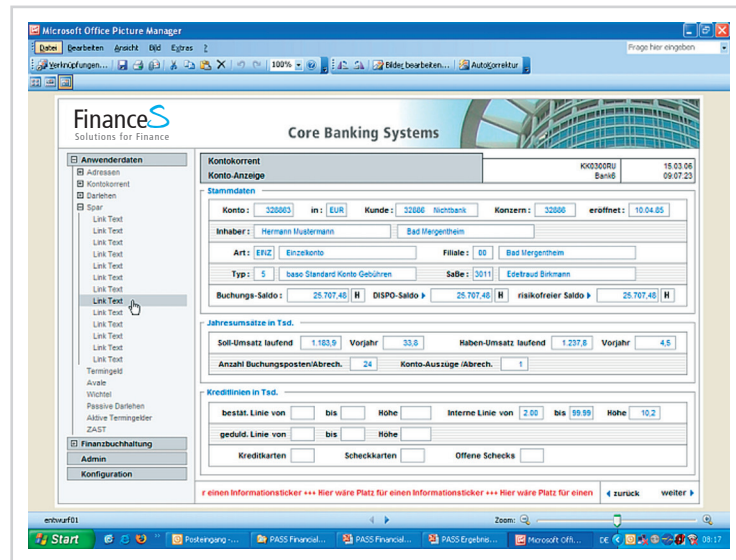 Microsoft Office Picture Manager
Datei Bearbeiten Ansicht Bild Extras ?
Frage hier eingeben
Verknüpfungen... 100% Bilder bearbeiten... AutoKorrektur
FinanceS
Solutions for Finance
Core Banking Systems
Anwenderdaten
Adressen
Kontokorrent
Darlehen
Spar
Link Text
Link Text
Link Text
Link Text
Link Text
Link Text
Link Text
Link Text
Link Text
Link Text
Link Text
Link Text
Link Text
Termingeld
Avale
Wichtel
Passive Darlehen
Aktive Termingelder
ZAST
Finanzbuchhaltung
Admin
Konfiguration
Kontokorrent
Konto-Anzeige
KK0300RU 15.03.06
Bank6 09:07:23
Stammdaten
Konto: 328863 in: EUR Kunde: 32886 Nichtbank Konzern: 32886 eröffnet: 10.04.85
Inhaber: Hermann Mustermann Bad Mergentheim
Art: EINZ Einzelkonto Filiale: 00 Bad Mergentheim
Typ: 5 baso Standard Konto Gebühren SaBe: 3011 Edeltraud Birkmann
Buchungs-Saldo: 25.707,48 H DISPO-Saldo 25.707,48 H risikofreier Saldo 25.707,48 H
Jahresumsätze in Tsd.
Soll-Umsatz laufend 1.183,9 Vorjahr 33,8 Haben-Umsatz laufend 1.237,8 Vorjahr 4,5
Anzahl Buchungsposten/Abrech. 24 Konto-Auszüge /Abrech. 1
Kreditlinien in Tsd.
bestät. Linie von bis Höhe Interne Linie von 2.00 bis 99.99 Höhe 10,2
geduld. Linie von bis Höhe
Kreditkarten Scheckkarten Offene Schecks
r einen Informationsticker +++ Hier wäre Platz für einen Informationsticker +++ Hier wäre Platz für einen
zurück weiter
entwurf01 Zoom:
Start Posteingang -... PASS Financial... PASS Financial... PASS Ergebnis... Microsoft Offi... DE 09:17